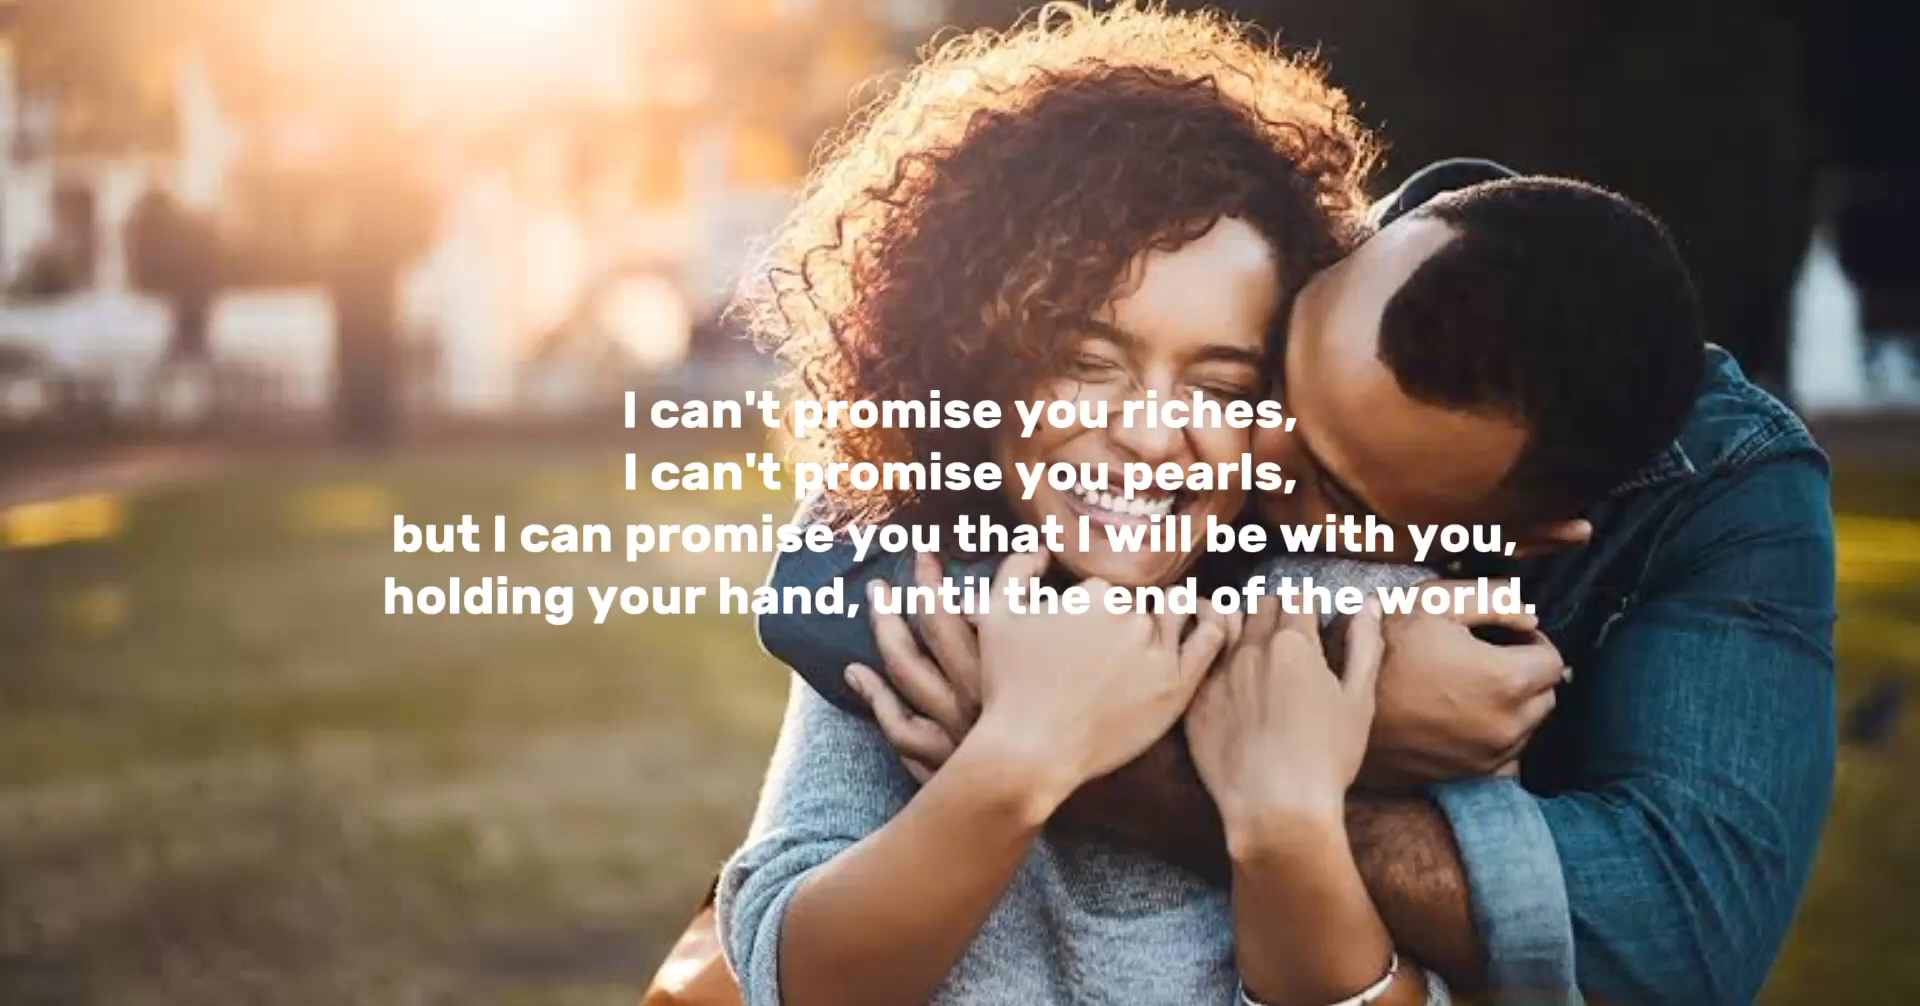 I can't promise you riches,
I can't promise you pearls,
but I can promise you that I will be with you,
holding your hand, until the end of the world.